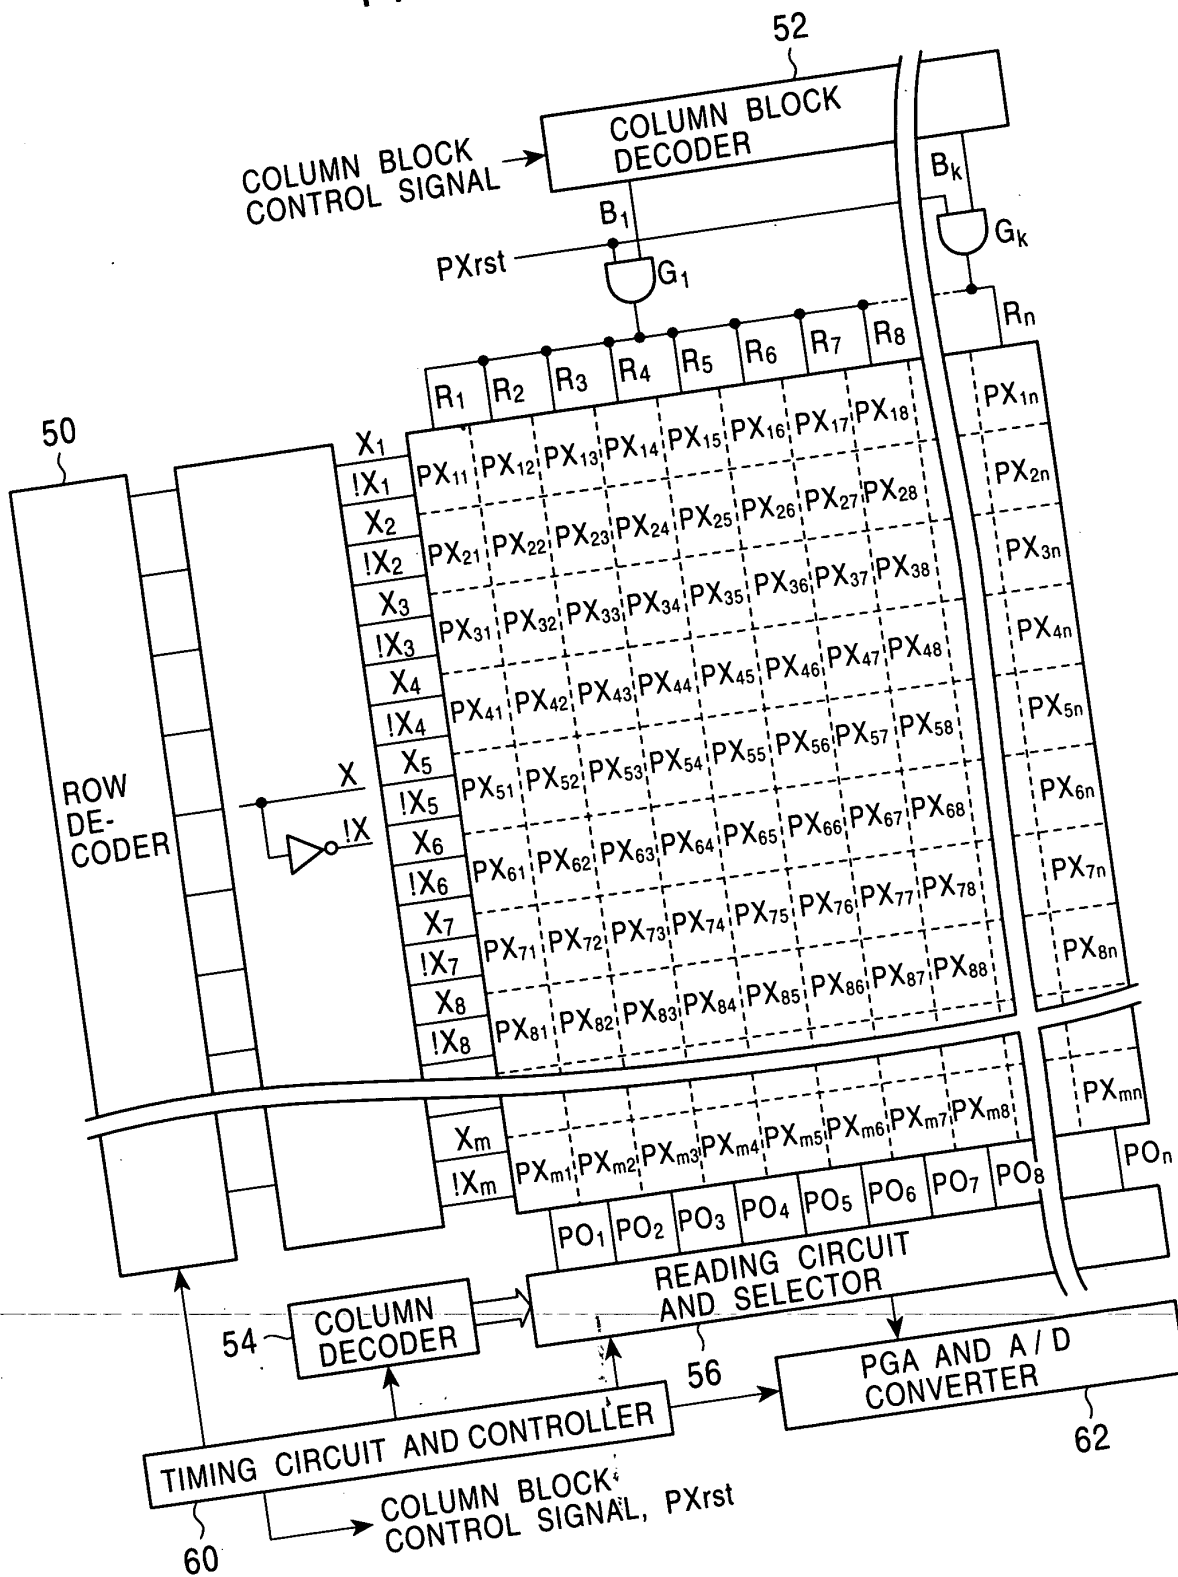 52
COLUMN BLOCK
DECODER
COLUMN BLOCK
CONTROL SIGNAL
B1
Bk
PXrst
G1
Gk
R1 R2 R3 R4 R5 R6 R7 R8 Rn
50
ROW
DE-
CODER
X
!X
X1
!X1
X2
!X2
X3
!X3
X4
!X4
X5
!X5
X6
!X6
X7
!X7
X8
!X8
Xm
!Xm
PX11 PX12 PX13 PX14 PX15 PX16 PX17 PX18 PX1n
PX21 PX22 PX23 PX24 PX25 PX26 PX27 PX28 PX2n
PX31 PX32 PX33 PX34 PX35 PX36 PX37 PX38 PX3n
PX41 PX42 PX43 PX44 PX45 PX46 PX47 PX48 PX4n
PX51 PX52 PX53 PX54 PX55 PX56 PX57 PX58 PX5n
PX61 PX62 PX63 PX64 PX65 PX66 PX67 PX68 PX6n
PX71 PX72 PX73 PX74 PX75 PX76 PX77 PX78 PX7n
PX81 PX82 PX83 PX84 PX85 PX86 PX87 PX88 PX8n
PXm1 PXm2 PXm3 PXm4 PXm5 PXm6 PXm7 PXm8 PXmn
PO1 PO2 PO3 PO4 PO5 PO6 PO7 PO8 POn
READING CIRCUIT
AND SELECTOR
54
COLUMN
DECODER
56
PGA AND A/D
CONVERTER
62
TIMING CIRCUIT AND CONTROLLER
60
COLUMN BLOCK
CONTROL SIGNAL, PXrst